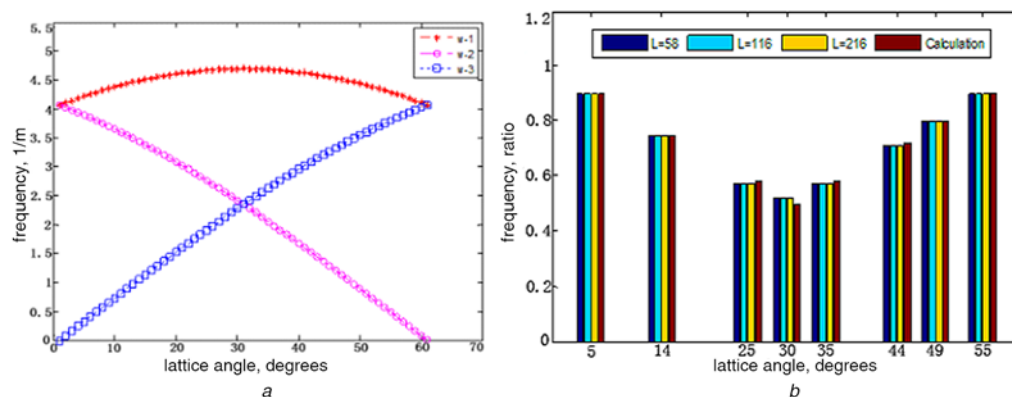 5.5
5
4.5
4
3.5
3
2.5
2
1.5
1
0.5
0
frequency, 1/m
0 10 20 30 40 50 60 70
lattice angle, degrees
w-1
w-2
w-3
a
1.2
1
0.8
0.6
0.4
0.2
0
frequency, ratio
L=58 L=116 L=216 Calculation
5 14 25 30 35 44 49 55
lattice angle, degrees
b